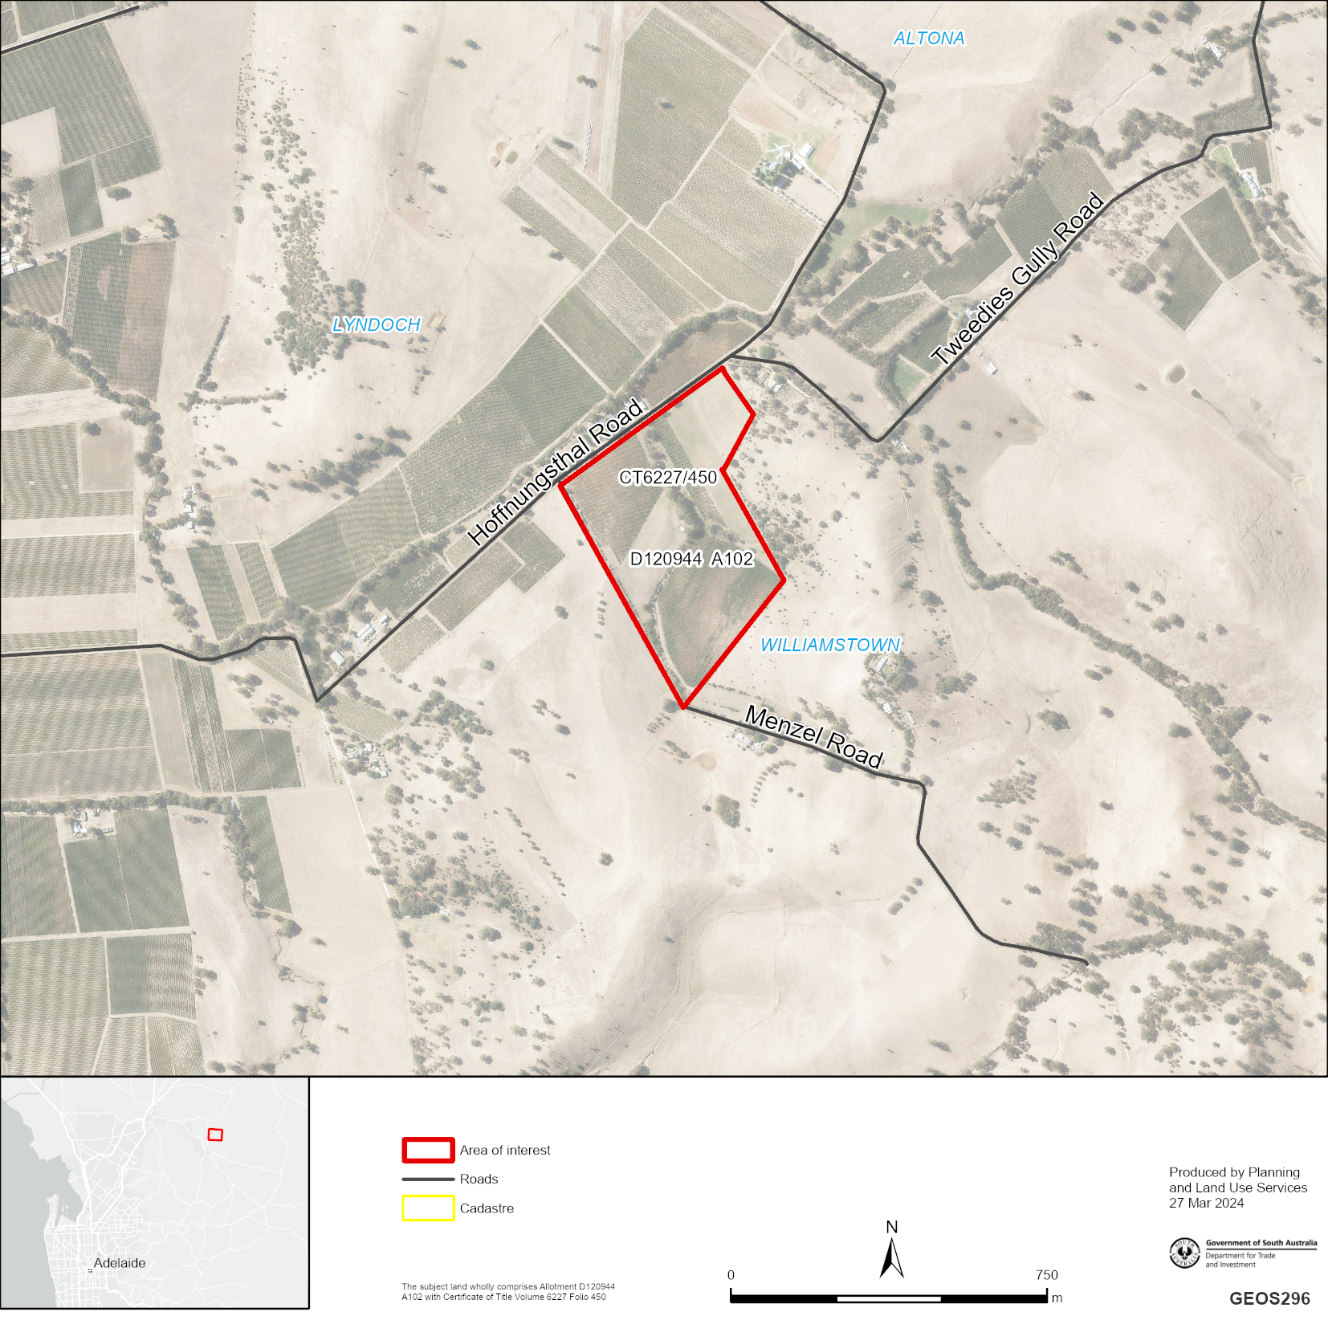 ALTONA
Tweedies Gully Road
LYNDOCH
Hoffnungsthal Road
CT6227/450
D120944 A102
WILLIAMSTOWN
Menzel Road
Adelaide
Area of interest
Roads
Cadastre
The subject land wholly comprises Allotment D120944
A102 with Certificate of Title Volume 6227 Folio 450
N
0 750
m
Produced by Planning
and Land Use Services
27 Mar 2024
SOUTH AUSTRALIA
Government of South Australia
Department for Trade
and Investment
GEOS296